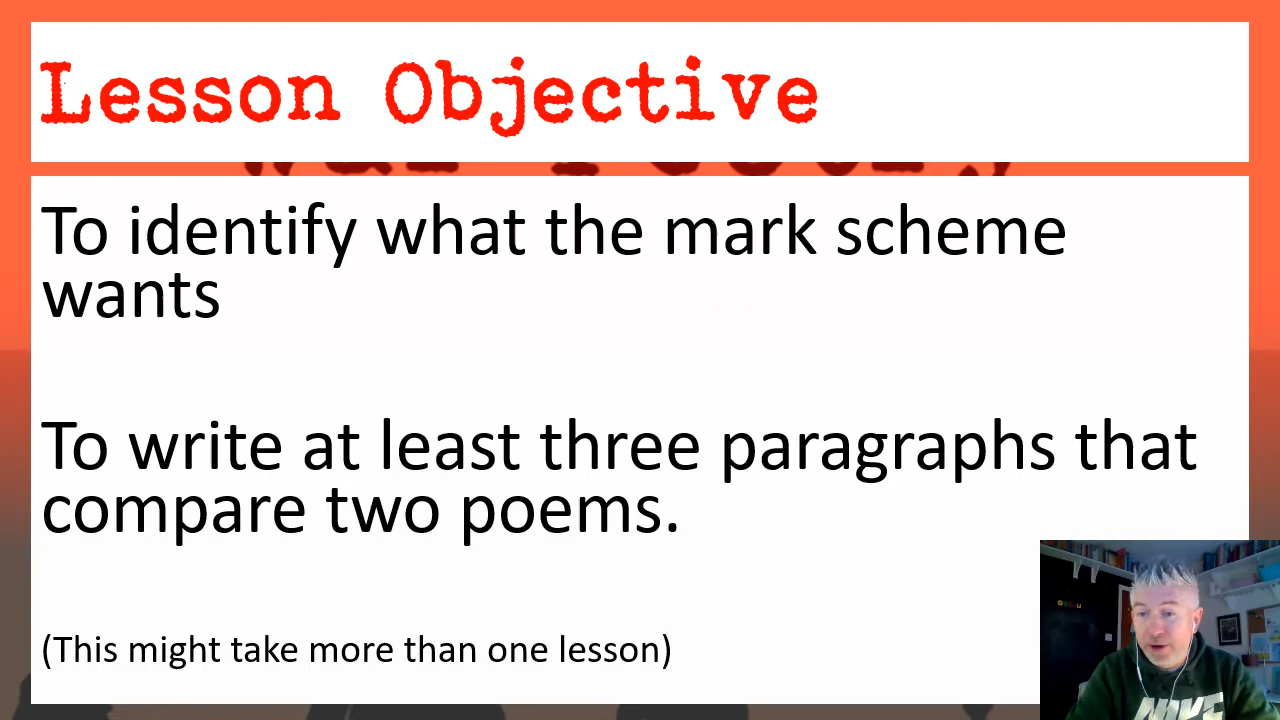 Lesson Objective
To identify what the mark scheme
wants
To write at least three paragraphs that
compare two poems.
(This might take more than one lesson)
NIKE